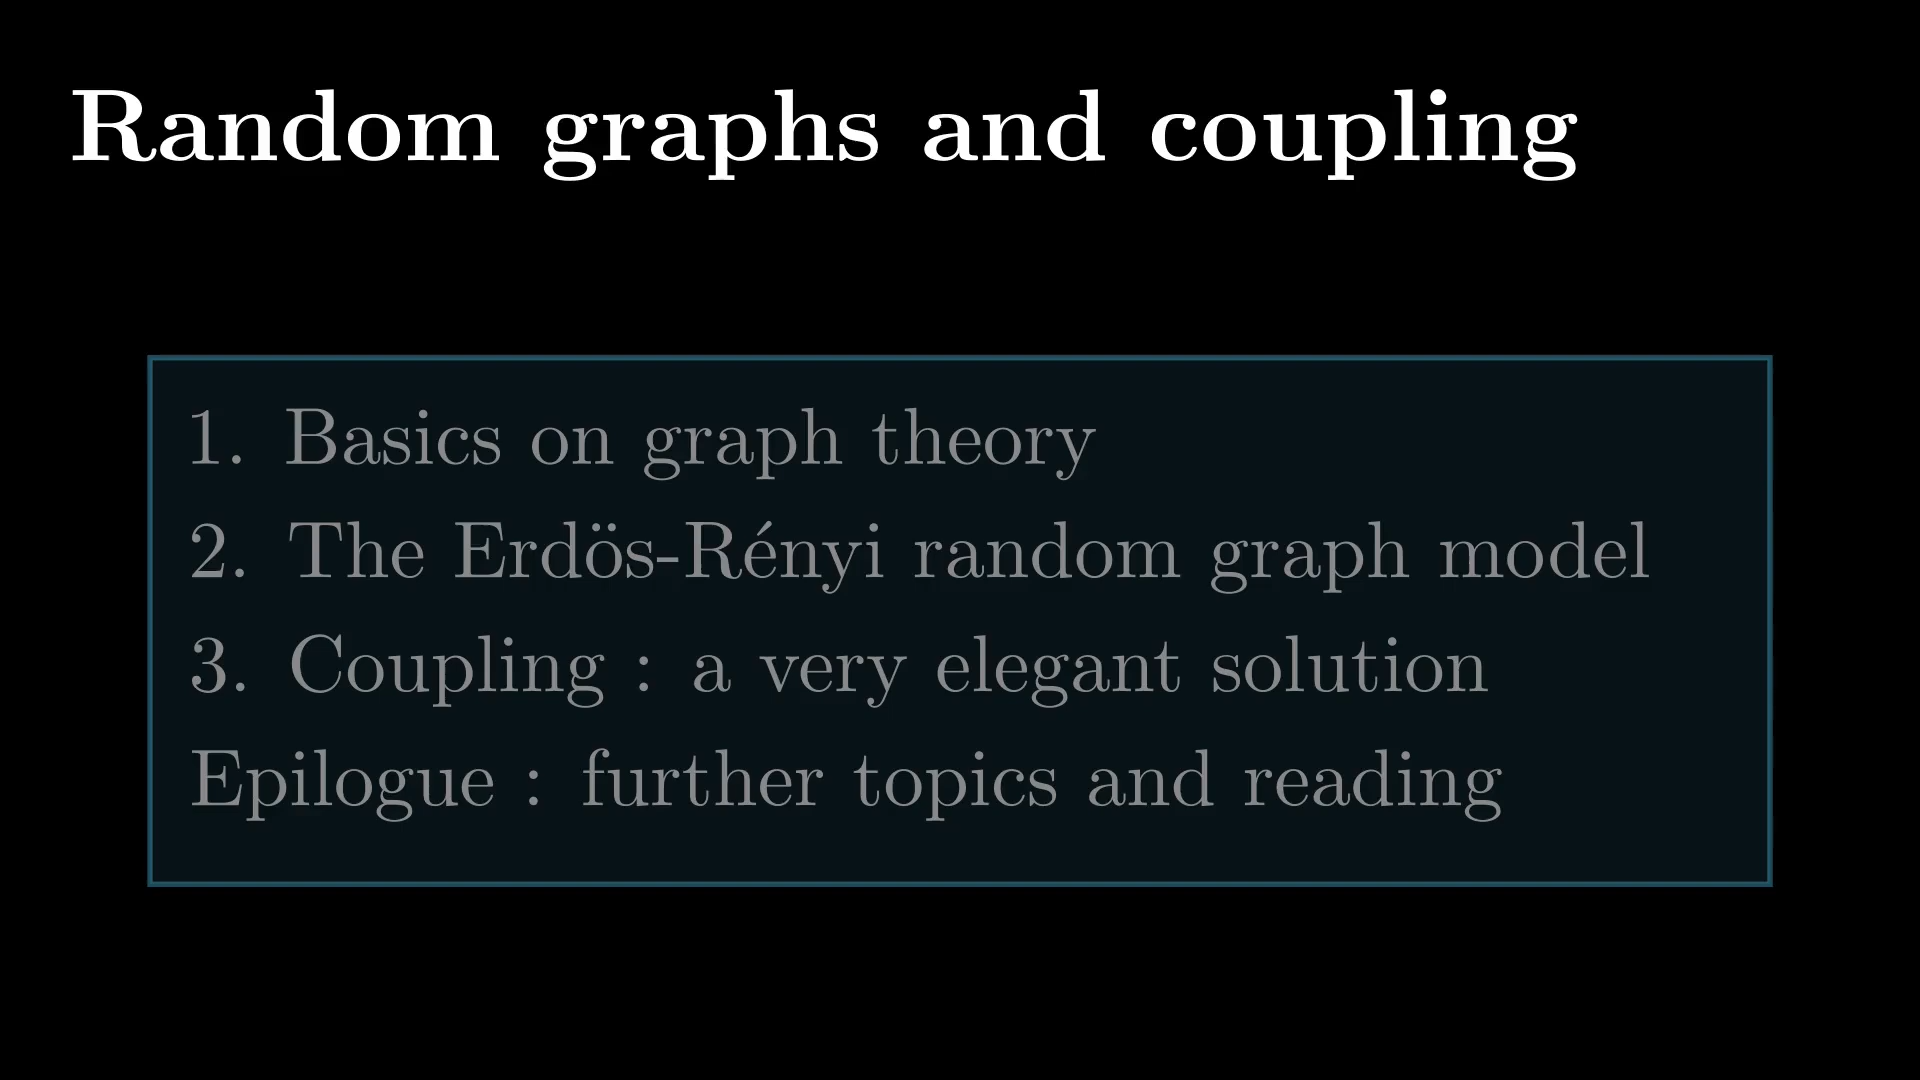 Random graphs and coupling
1. Basics on graph theory
2. The Erdös-Rényi random graph model
3. Coupling : a very elegant solution
Epilogue : further topics and reading